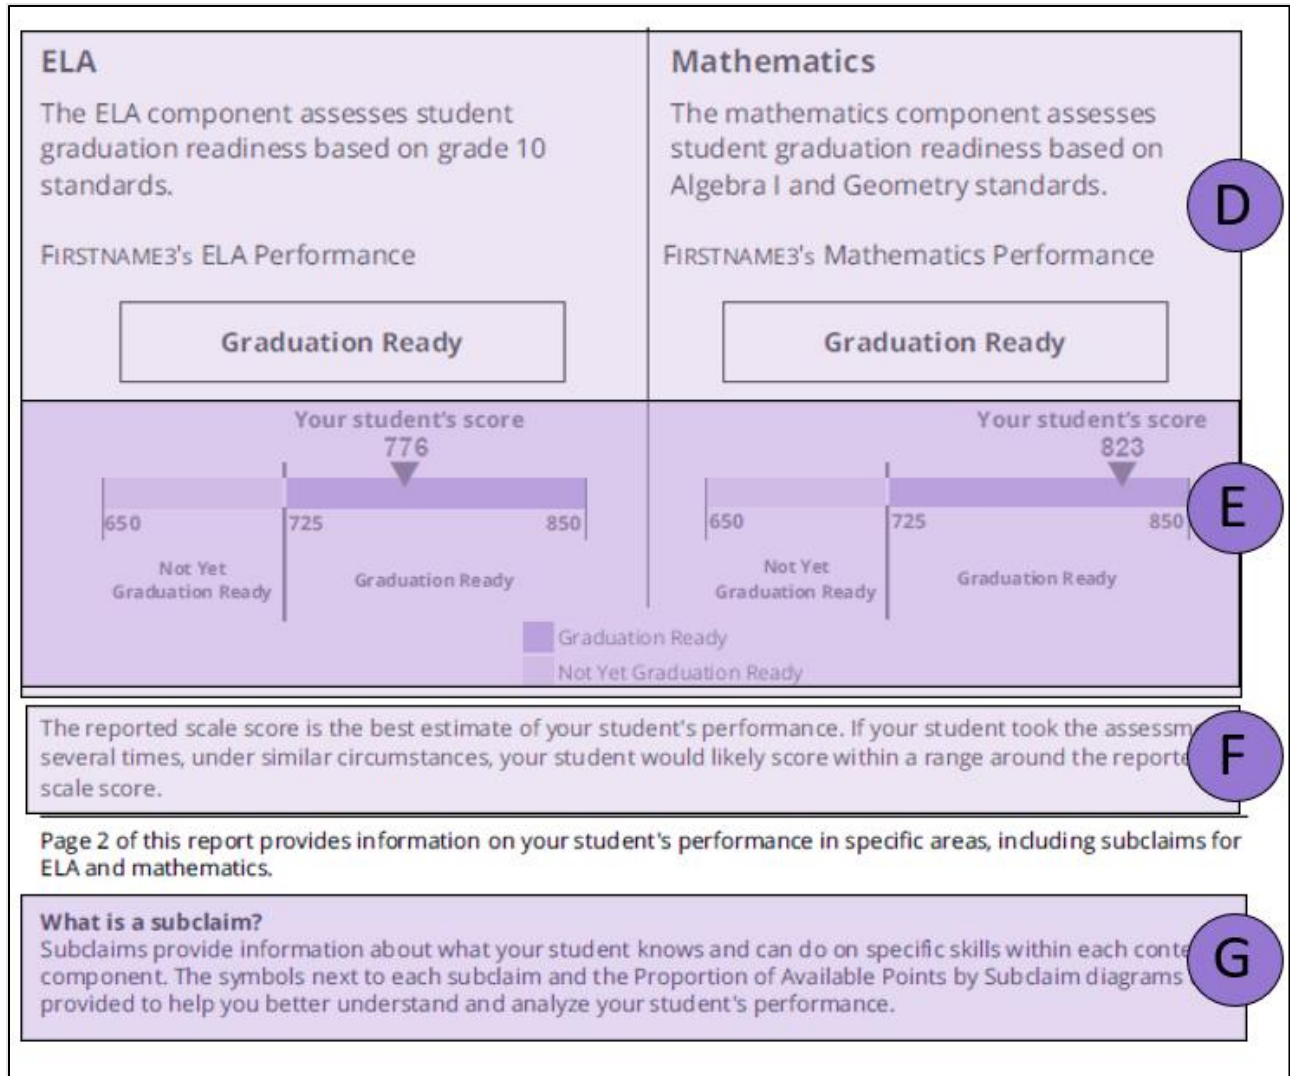 ELA
The ELA component assesses student
graduation readiness based on grade 10
standards.
FIRSTNAME3's ELA Performance
Graduation Ready
Mathematics
The mathematics component assesses
student graduation readiness based on
Algebra I and Geometry standards.
FIRSTNAME3's Mathematics Performance
Graduation Ready
D
Your student's score
776
650
725
850
Not Yet
Graduation Ready
Graduation Ready
Your student's score
823
650
725
850
Not Yet
Graduation Ready
Graduation Ready
Graduation Ready
Not Yet Graduation Ready
E
The reported scale score is the best estimate of your student's performance. If your student took the assessm
several times, under similar circumstances, your student would likely score within a range around the reporte
scale score.
F
Page 2 of this report provides information on your student's performance in specific areas, including subclaims for
ELA and mathematics.
What is a subclaim?
Subclaims provide information about what your student knows and can do on specific skills within each conte
component. The symbols next to each subclaim and the Proportion of Available Points by Subclaim diagrams
provided to help you better understand and analyze your student's performance.
G